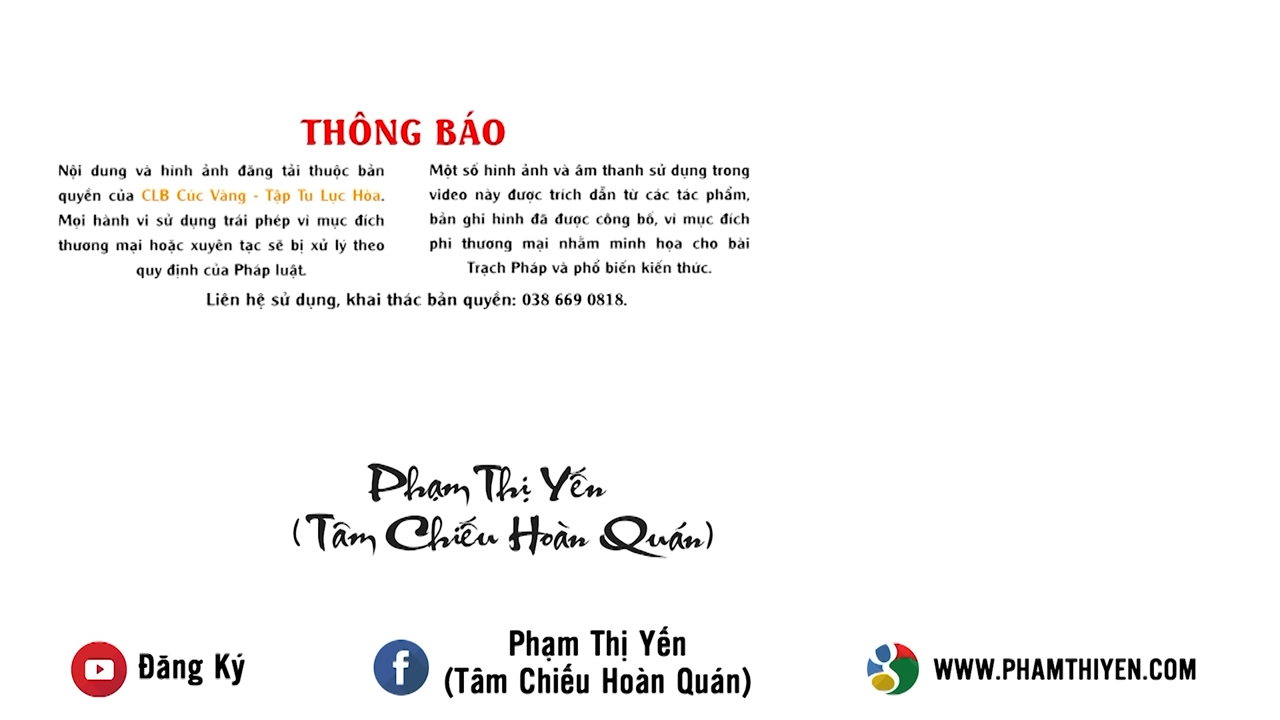 THÔNG BÁO
Nội dung và hình ảnh đăng tải thuộc bản
quyền của CLB Cúc Vàng - Tập Tu Lục Hòa.
Mọi hành vi sử dụng trái phép vì mục đích
thương mại hoặc xuyên tạc sẽ bị xử lý theo
quy định của Pháp luật.
Một số hình ảnh và âm thanh sử dụng trong
video này được trích dẫn từ các tác phẩm,
bản ghi hình đã được công bố, vì mục đích
phi thương mại nhằm minh họa cho bài
Trạch Pháp và phổ biến kiến thức.
Liên hệ sử dụng, khai thác bản quyền: 038 669 0818.
Phạm Thị Yến
(Tâm Chiếu Hoàn Quán)
Đăng Ký
Phạm Thị Yến
(Tâm Chiếu Hoàn Quán)
WWW.PHAMTHIYEN.COM